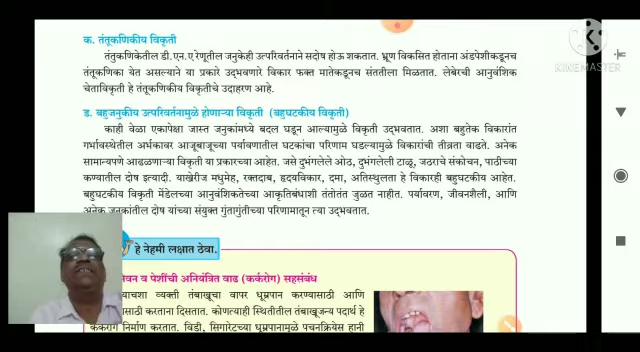 क. तंतूकणिकीय विकृती
तंतुकणिकेतील डी.एन.ए रेणूतील जनुकेही उत्परिवर्तनाने सदोष होऊ शकतात. भ्रूण विकसित होताना अंडपेशीकडूनच
तंतूकणिका येत असल्याने या प्रकारे उद्भवणारे विकार फक्त मातेकडूनच संततीला मिळतात. लेबेरची आनुवंशिक
चेताविकृती हे तंतूकणिकीय विकृतीचे उदाहरण आहे.
ड. बहुजनुकीय उत्परिवर्तनामुळे होणाऱ्या विकृती (बहुघटकीय विकृती)
काही वेळा एकापेक्षा जास्त जनुकांमध्ये बदल घडून आल्यामुळे विकृती उद्भवतात. अशा बहुतेक विकारांत
गर्भावस्थेतील अर्भकावर आजूबाजूच्या पर्यावरणातील घटकांचा परिणाम घडल्यामुळे विकारांची तीव्रता वाढते. अनेक
सामान्यपणे आढळणाऱ्या विकृती या प्रकारच्या आहेत. जसे दुभंगलेले ओठ, दुभंगलेली टाळू, जठराचे संकोचन, पाठीच्या
कण्यातील दोष इत्यादी. याखेरीज मधुमेह, रक्तदाब, हृदयविकार, दमा, अतिस्थुलता हे विकारही बहुघटकीय आहेत.
बहुघटकीय विकृती मेंडेलच्या आनुवंशिकतेच्या आकृतिबंधाशी तंतोतंत जुळत नाहीत. पर्यावरण, जीवनशैली, आणि
अनेक जनुकांतील दोष यांच्या संयुक्त गुंतागुंतीच्या परिणामातून त्या उद्भवतात.
हे नेहमी लक्षात ठेवा.
व पेशींची अनियंत्रित वाढ (कर्करोग) सहसंबंध
व्यक्ती तंबाखूचा वापर धूम्रपान करण्यासाठी आणि
करताना दिसतात. कोणत्याही स्थितीतील तंबाखूजन्य पदार्थ हे
कर्करोग निर्माण करतात. विडी, सिगारेटच्या धूम्रपानामुळे पचनक्रियेस हानी
MADE WITH
KINEMASTER